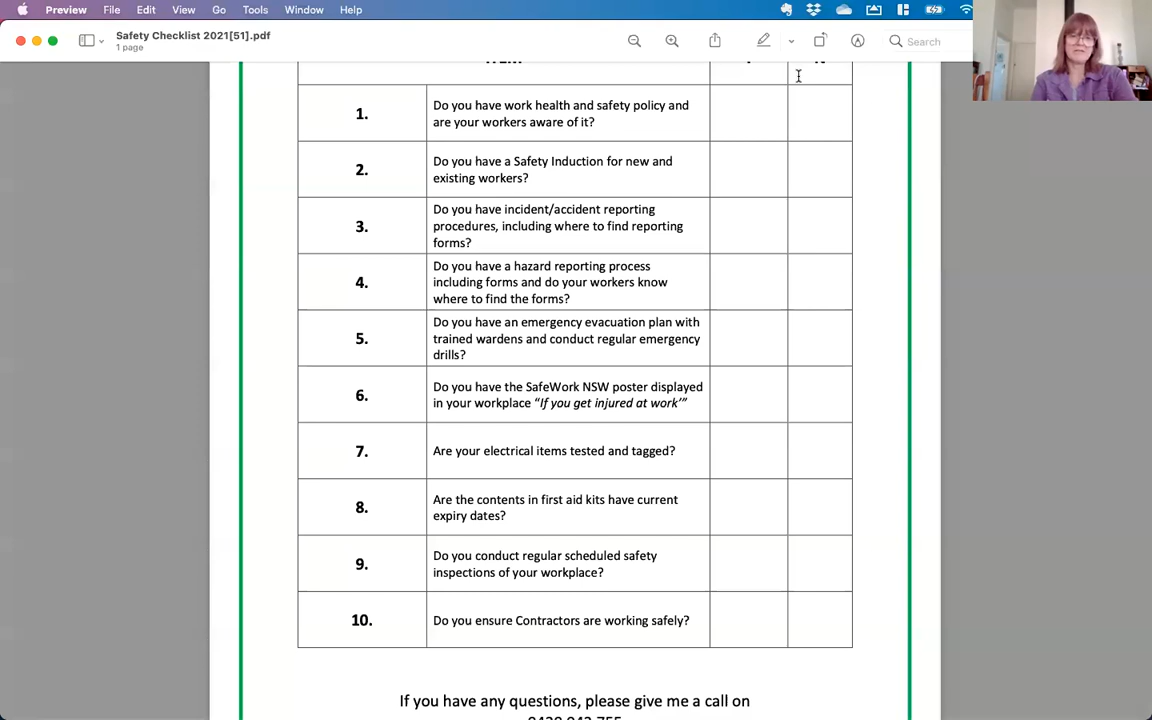 Preview File Edit View Go Tools Window Help
Safety Checklist 2021[51].pdf
1 page
Search
1. Do you have work health and safety policy and
are your workers aware of it?
2. Do you have a Safety Induction for new and
existing workers?
3. Do you have incident/accident reporting
procedures, including where to find reporting
forms?
4. Do you have a hazard reporting process
including forms and do your workers know
where to find the forms?
5. Do you have an emergency evacuation plan with
trained wardens and conduct regular emergency
drills?
6. Do you have the SafeWork NSW poster displayed
in your workplace “If you get injured at work’”
7. Are your electrical items tested and tagged?
8. Are the contents in first aid kits have current
expiry dates?
9. Do you conduct regular scheduled safety
inspections of your workplace?
10. Do you ensure Contractors are working safely?
If you have any questions, please give me a call on